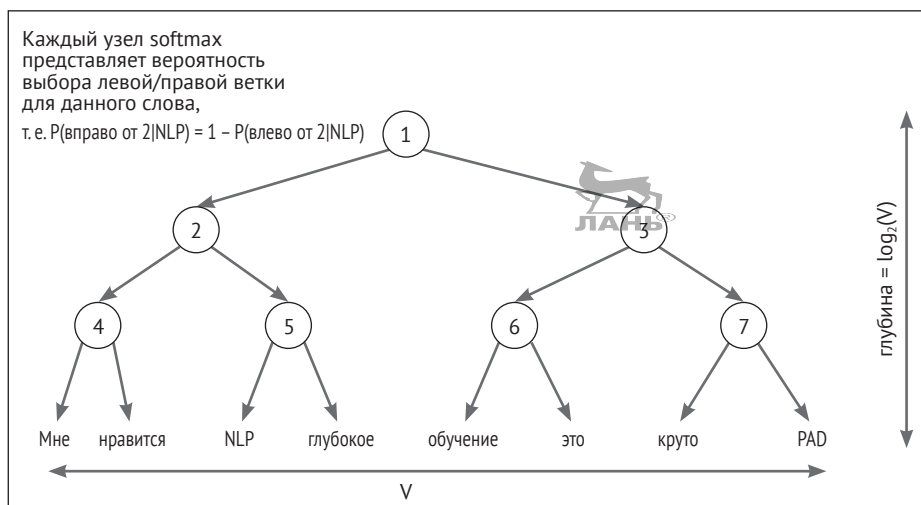 Каждый узел softmax
представляет вероятность
выбора левой/правой ветки
для данного слова,
т. е. P(вправо от 2|NLP) = 1 – P(влево от 2|NLP)
1
ЛАНЬ®
2
3
4
5
6
7
глубина = log₂(V)
Мне нравится NLP глубокое обучение это круто PAD
V